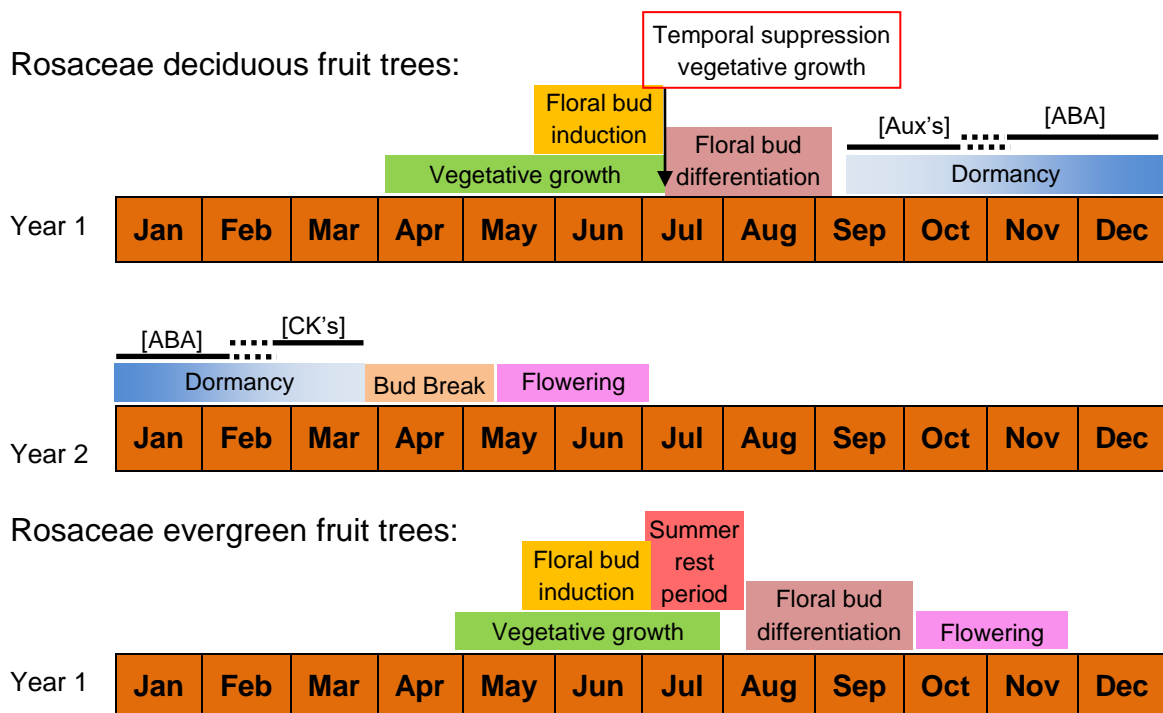 Temporal suppression
vegetative growth
Rosaceae deciduous fruit trees:
Floral bud
induction
[Aux's]
[ABA]
Floral bud
differentiation
Vegetative growth
Dormancy
Year 1
Jan Feb Mar Apr May Jun Jul Aug Sep Oct Nov Dec
[ABA]
[CK's]
Dormancy
Bud Break
Flowering
Year 2
Jan Feb Mar Apr May Jun Jul Aug Sep Oct Nov Dec
Rosaceae evergreen fruit trees:
Floral bud
induction
Summer
rest
period
Floral bud
differentiation
Vegetative growth
Flowering
Year 1
Jan Feb Mar Apr May Jun Jul Aug Sep Oct Nov Dec